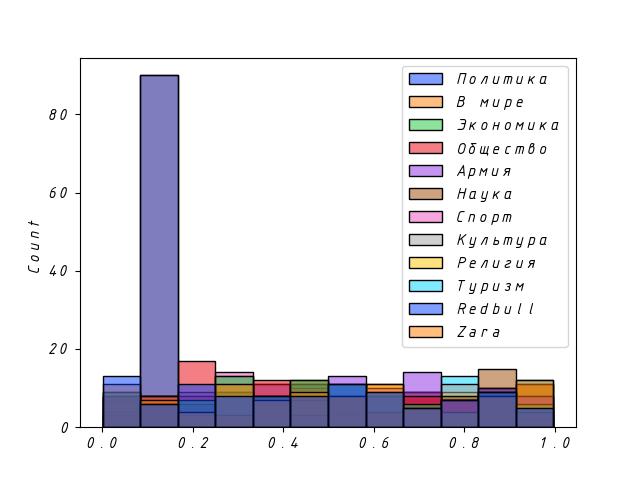 Политика
В мире
Экономика
Общество
Армия
Наука
Спорт
Культура
Религия
Туризм
Redbull
Zara
Count
80
60
40
20
0
0.0 0.2 0.4 0.6 0.8 1.0